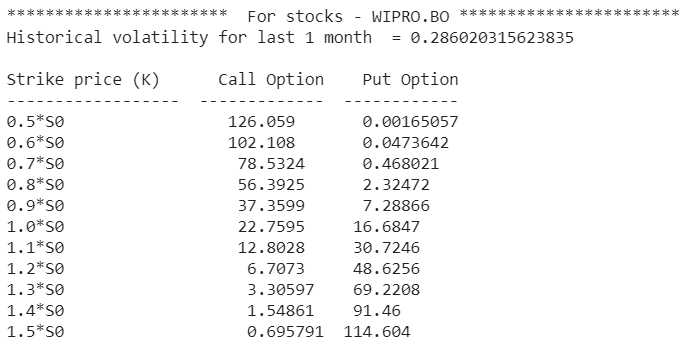 ***********************  For stocks - WIPRO.BO ***********************
Historical volatility for last 1 month  = 0.286020315623835
Strike price (K)      Call Option    Put Option
------------------  -------------  ------------
0.5*S0                 126.059       0.00165057
0.6*S0                 102.108       0.0473642
0.7*S0                  78.5324      0.468021
0.8*S0                  56.3925      2.32472
0.9*S0                  37.3599      7.28866
1.0*S0                  22.7595     16.6847
1.1*S0                  12.8028     30.7246
1.2*S0                   6.7073     48.6256
1.3*S0                   3.30597    69.2208
1.4*S0                   1.54861    91.46
1.5*S0                   0.695791  114.604